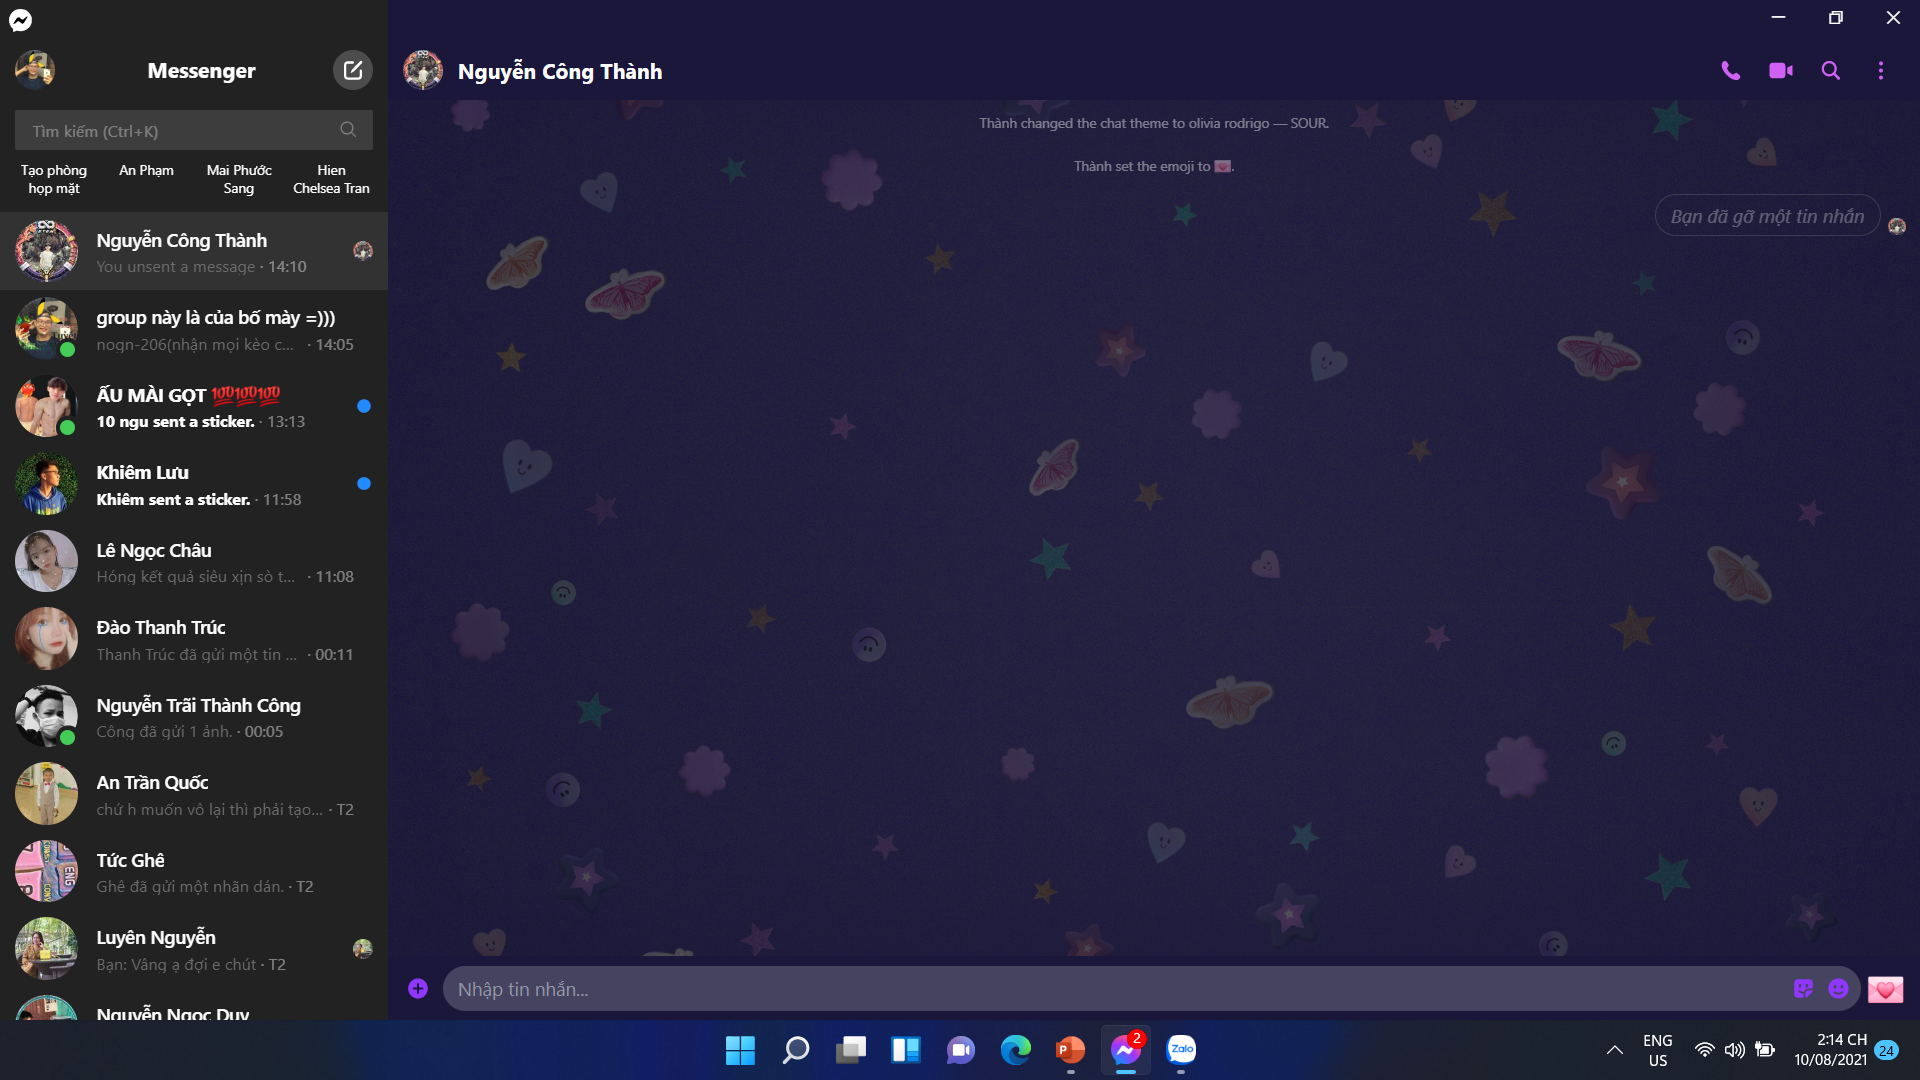 Messenger
Tìm kiếm (Ctrl+K)
Tạo phòng họp mặt
An Phạm
Mai Phước Sang
Hien Chelsea Tran
Nguyễn Công Thành
You unsent a message · 14:10
group này là của bố mày =)))
nogn-206(nhận mọi kèo c... · 14:05
ẤU MÀI GỌT 💯💯💯
10 ngu sent a sticker. · 13:13
Khiêm Lưu
Khiêm sent a sticker. · 11:58
Lê Ngọc Châu
Hóng kết quả siêu xịn sò t... · 11:08
Đào Thanh Trúc
Thanh Trúc đã gửi một tin ... · 00:11
Nguyễn Trãi Thành Công
Công đã gửi 1 ảnh. · 00:05
An Trần Quốc
chứ h muốn vô lại thì phải tạo... · T2
Tức Ghê
Ghê đã gửi một nhãn dán. · T2
Luyên Nguyễn
Bạn: Vâng ạ đợi e chút · T2
Nguyễn Ngọc Duy
Nguyễn Công Thành
Thành changed the chat theme to olivia rodrigo — SOUR.
Thành set the emoji to 💌.
Bạn đã gỡ một tin nhắn
Nhập tin nhắn...
2
Zalo
ENG
US
2:14 CH
10/08/2021
24